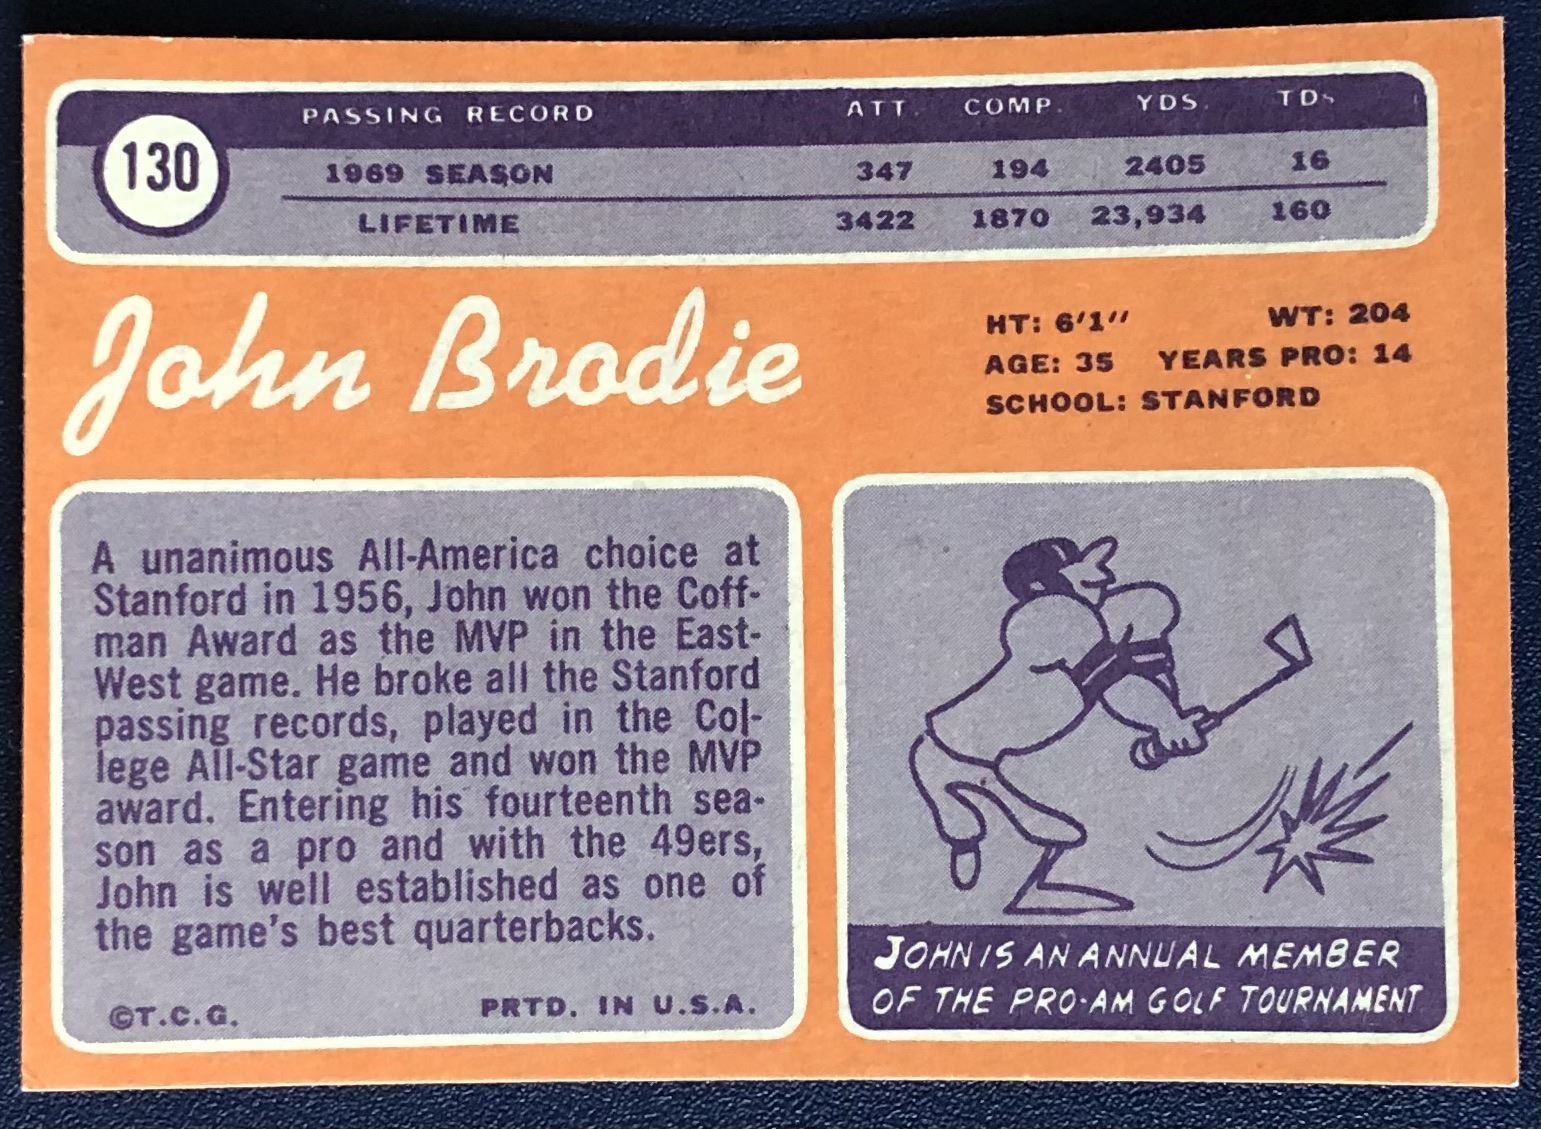 PASSING RECORD ATT. COMP. YDS. TDs
130
1969 SEASON 347 194 2405 16
LIFETIME 3422 1870 23,934 160
John Brodie
HT: 6'1" WT: 204
AGE: 35 YEARS PRO: 14
SCHOOL: STANFORD
A unanimous All-America choice at
Stanford in 1956, John won the Coff-
man Award as the MVP in the East-
West game. He broke all the Stanford
passing records, played in the Col-
lege All-Star game and won the MVP
award. Entering his fourteenth sea-
son as a pro and with the 49ers,
John is well established as one of
the game's best quarterbacks.
©T.C.G. PRTD. IN U.S.A.
JOHN IS AN ANNUAL MEMBER
OF THE PRO-AM GOLF TOURNAMENT